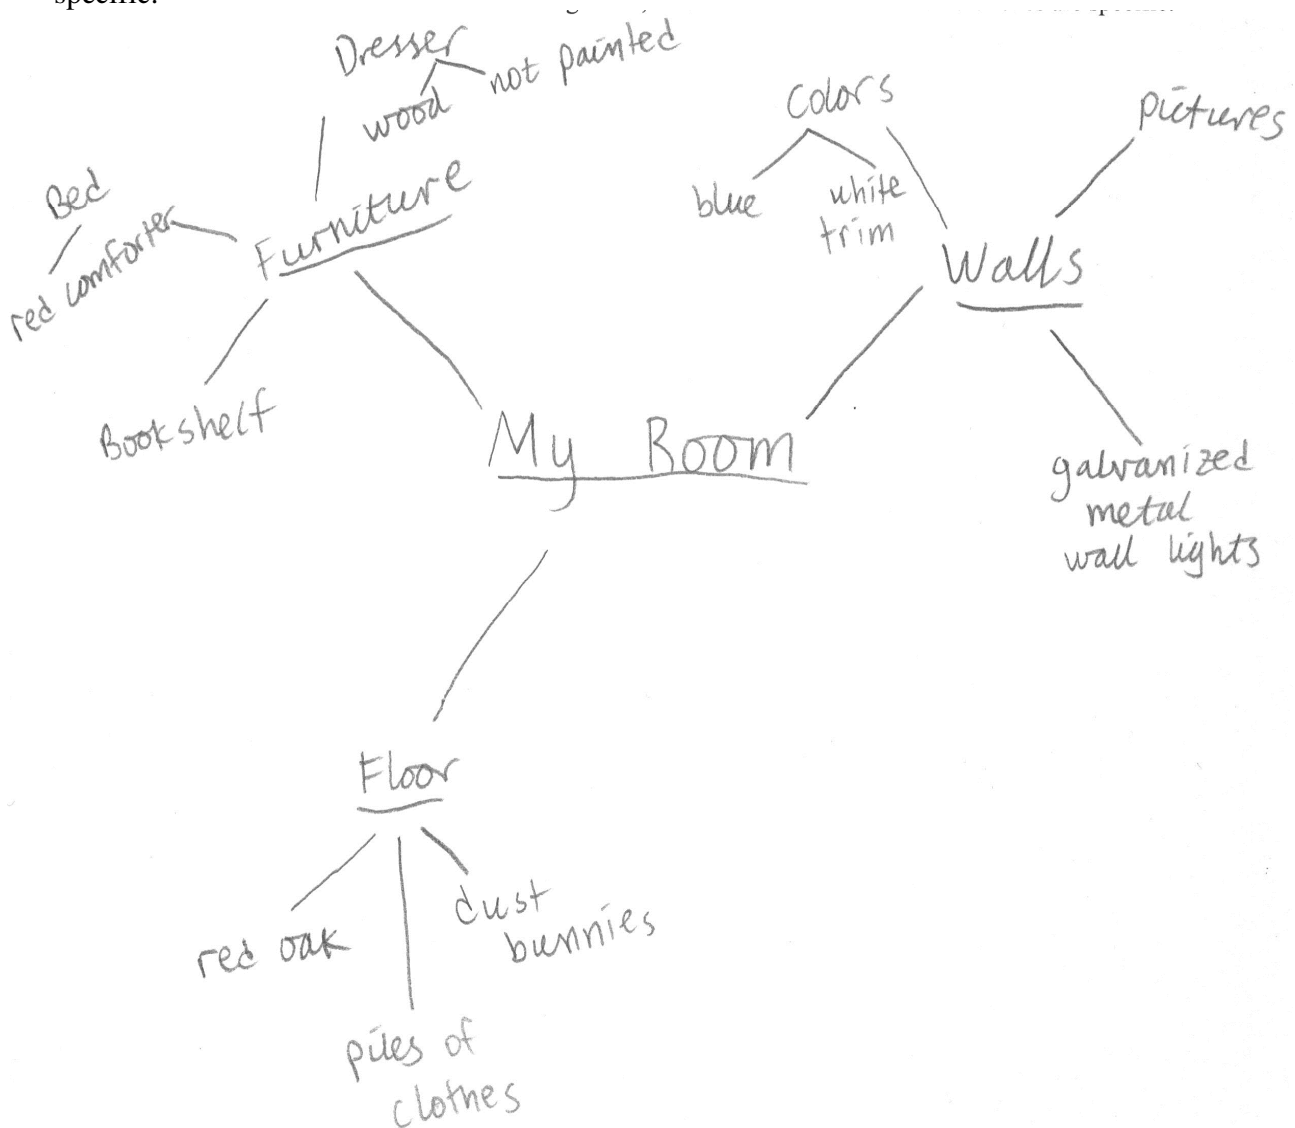 specific.
Dresser
wood not painted
Bed
red comforter
Furniture
Bookshelf
Colors
blue white
trim
Pictures
Walls
galvanized
metal
wall lights
My Room
Floor
red oak
dust
bunnies
piles of
clothes